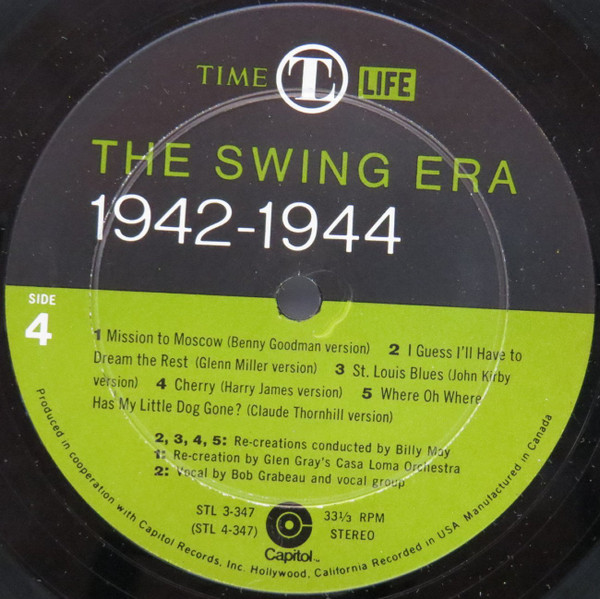 TIME T LIFE
THE SWING ERA
1942-1944
SIDE
4
1 Mission to Moscow (Benny Goodman version) 2 I Guess I'll Have to
Dream the Rest (Glenn Miller version) 3 St. Louis Blues (John Kirby
version) 4 Cherry (Harry James version) 5 Where Oh Where
Has My Little Dog Gone? (Claude Thornhill version)
2, 3, 4, 5: Re-creations conducted by Billy May
1: Re-creation by Glen Gray's Casa Loma Orchestra
2: Vocal by Bob Grabeau and vocal group
STL 3-347 33⅓ RPM
(STL 4-347) STEREO
Capitol™
Produced in cooperation with Capitol Records, Inc. Hollywood, California Recorded in USA Manufactured in Canada